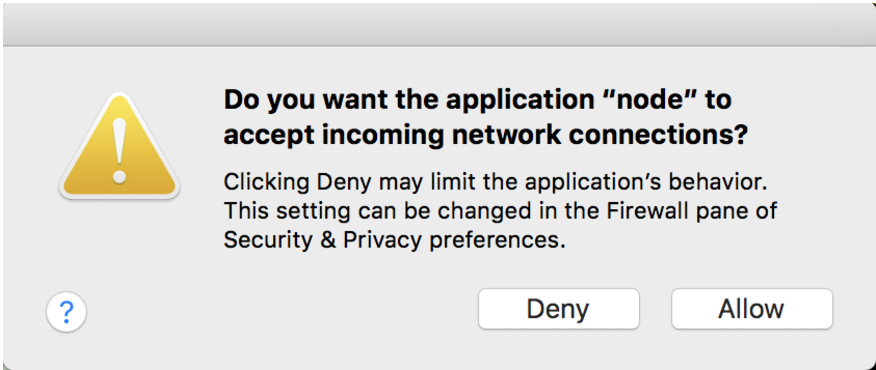 Do you want the application “node” to
accept incoming network connections?
Clicking Deny may limit the application’s behavior.
This setting can be changed in the Firewall pane of
Security & Privacy preferences.
?
Deny
Allow